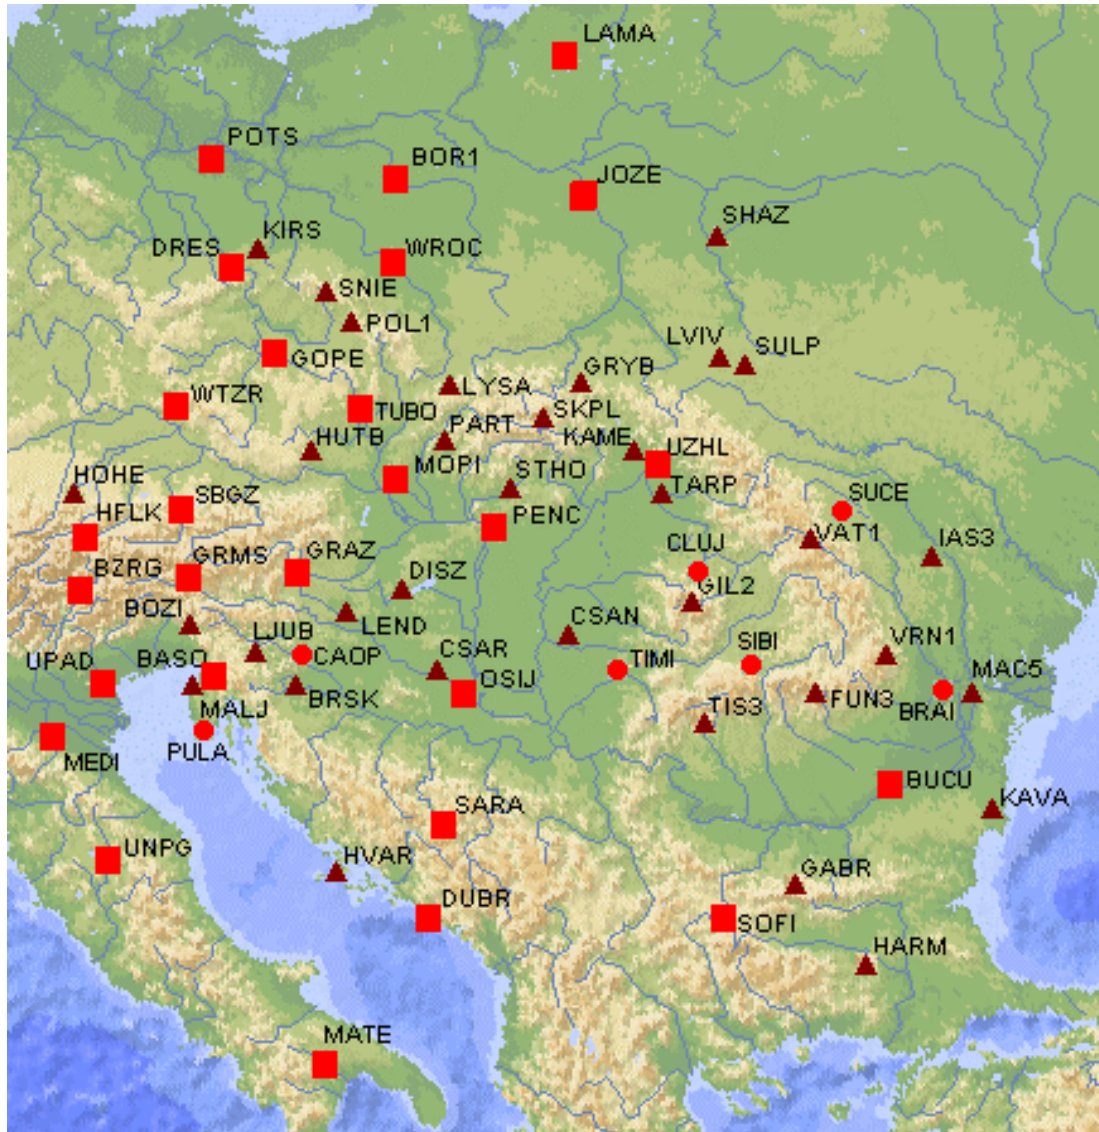 LAMA
POTS
BOR1
JOZE
SHAZ
KIRS
DRES
WROC
SNIE
POL1
LVIV
SULP
GOPE
GRYB
LYSA
WTZR
TUBO
SKPL
PART
KAME
HUTB
UZHL
MOPI
STHO
HOHE
SBGZ
TARP
SUCE
HFLK
PENC
VAT1
CLUJ
IAS3
GRMS
GRAZ
BZRG
DISZ
GIL2
BOZI
LEND
CSAN
LJUB
SIBI
VRN1
UPAD
BASO
CAOP
CSAR
TIMI
MAC5
OSIJ
BRSK
FUN3
BRAI
TIS3
MALJ
PULA
MEDI
BUCU
KAVA
SARA
UNPG
HVAR
GABR
DUBR
SOFI
HARM
MATE